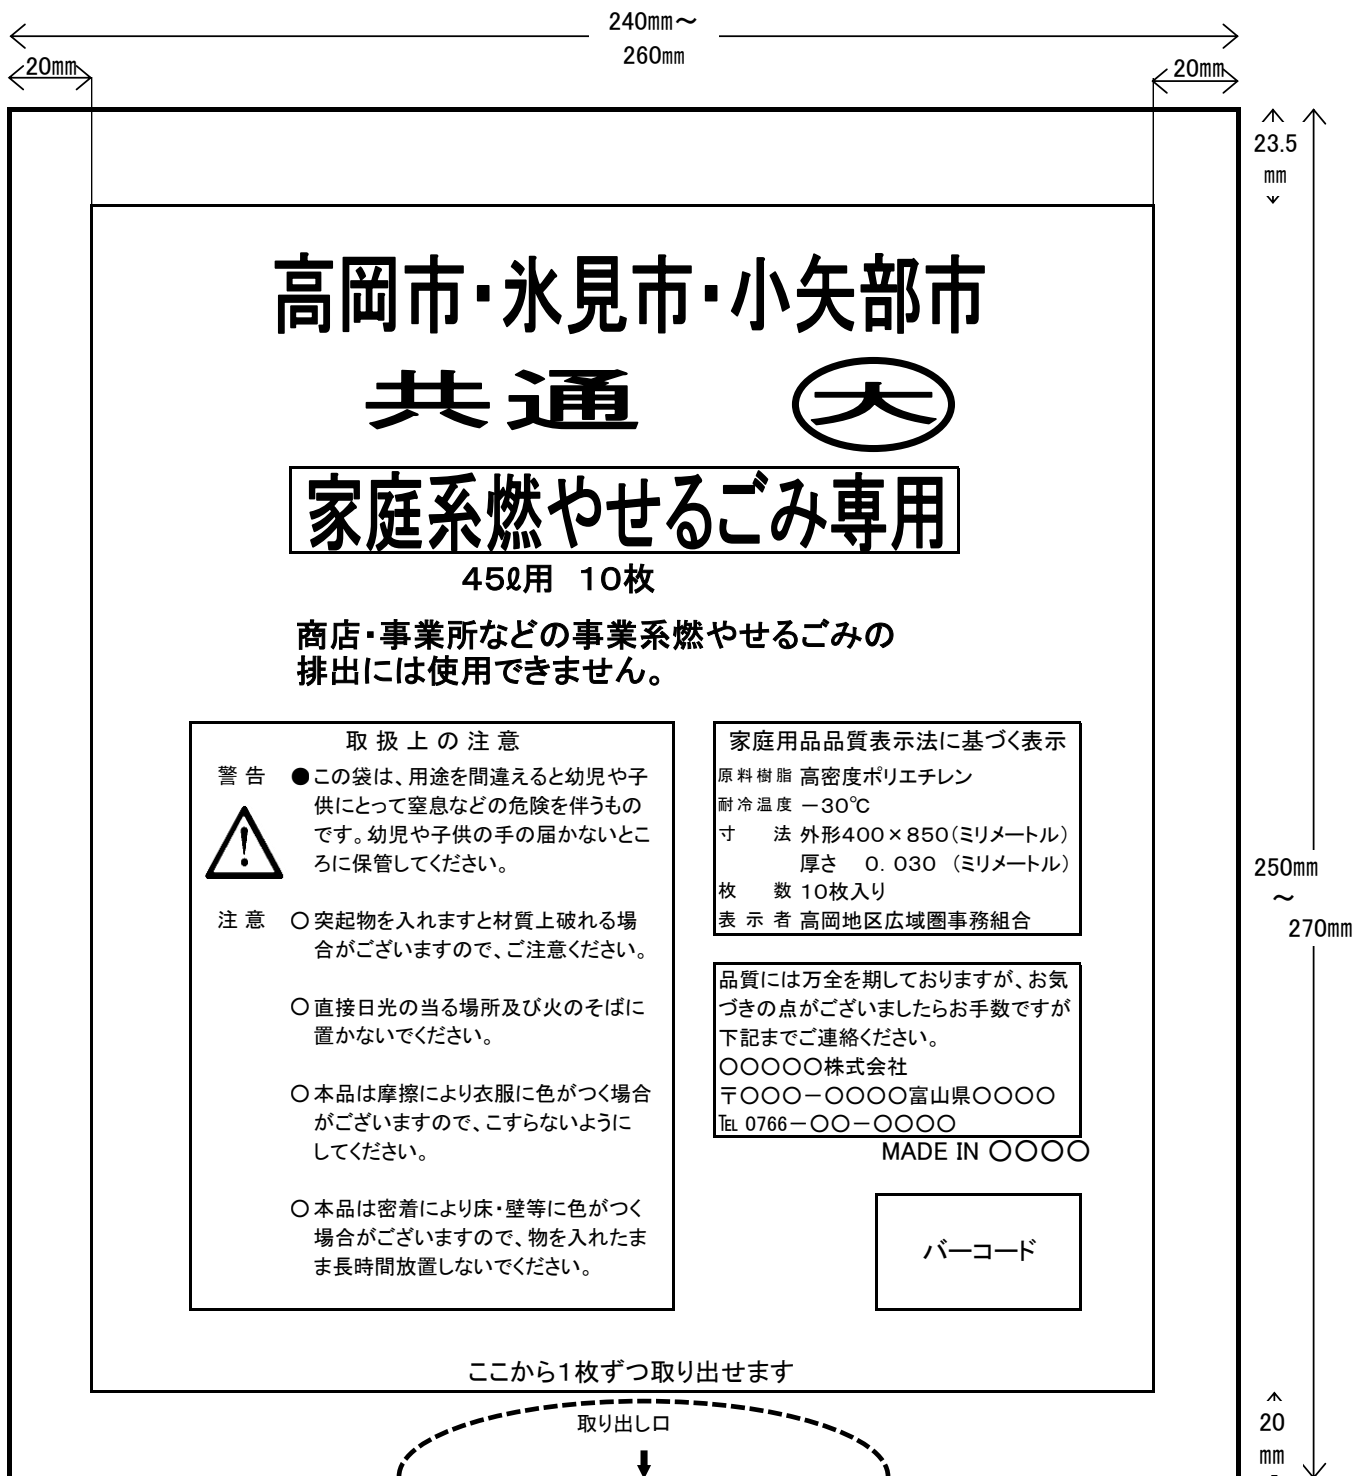 240㎜～
260㎜
20㎜
20㎜
23.5
㎜
高岡市・氷見市・小矢部市
共通　大
家庭系燃やせるごみ専用
45ℓ用　10枚
商店・事業所などの事業系燃やせるごみの
排出には使用できません。
取扱上の注意
警告　●この袋は、用途を間違えると幼児や子
供にとって窒息などの危険を伴うもの
です。幼児や子供の手の届かないとこ
ろに保管してください。
注意　○突起物を入れますと材質上破れる場
合がございますので、ご注意ください。
○直接日光の当る場所及び火のそばに
置かないでください。
○本品は摩擦により衣服に色がつく場合
がございますので、こすらないように
してください。
○本品は密着により床・壁等に色がつく
場合がございますので、物を入れたま
ま長時間放置しないでください。
家庭用品品質表示法に基づく表示
原料樹脂 高密度ポリエチレン
耐冷温度 －30℃
寸　法 外形400×850（ミリメートル）
厚さ　0．030　（ミリメートル）
枚　数 10枚入り
表示者 高岡地区広域圏事務組合
品質には万全を期しておりますが、お気
づきの点がございましたらお手数ですが
下記までご連絡ください。
○○○○○株式会社
〒○○○－○○○○富山県○○○○
℡ 0766－○○－○○○○
MADE IN ○○○○
バーコード
250㎜
～
270㎜
ここから1枚ずつ取り出せます
取り出し口
20
㎜